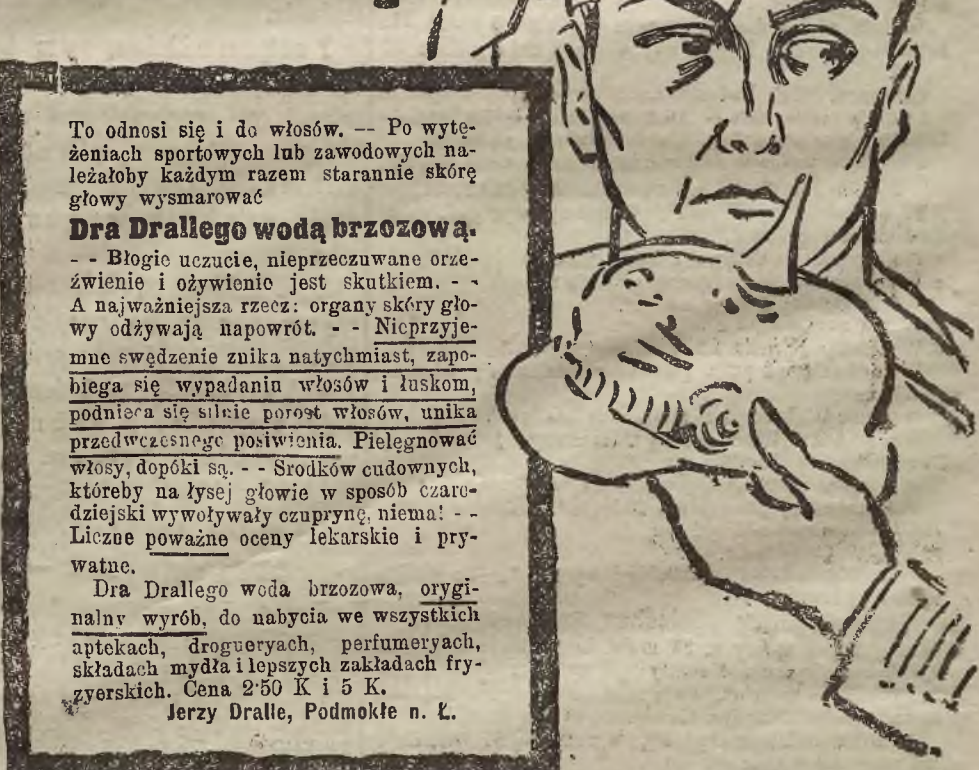 To odnosi się i do włosów. -- Po wytę-
żeniach sportowych lub zawodowych na-
leżałoby każdym razem starannie skórę
głowy wysmarować
Dra Drallego wodą brzozową.
- - Błogie uczucie, nieprzeczuwane orze-
źwienie i ożywienie jest skutkiem. - -
A najważniejsza rzecz: organy skóry gło-
wy odżywają napowrót. - - Nieprzyje-
mne swędzenie znika natychmiast, zapo-
biega się wypadaniu włosów i łuskom,
podnieca się silnie porost włosów, unika
przedwczesnego posiwienia. Pielęgnować
włosy, dopóki są. - - Srodków cudownych,
któreby na łysej głowie w sposób czaro-
dziejski wywoływały czuprynę, niema! - -
Liczne poważne oceny lekarskie i pry-
watne.
Dra Drallego woda brzozowa, orygi-
nalny wyrób, do nabycia we wszystkich
aptekach, drogueryach, perfumeryach,
składach mydła i lepszych zakładach fry-
zyerskich. Cena 2·50 K i 5 K.
Jerzy Dralle, Podmokłe n. Ł.